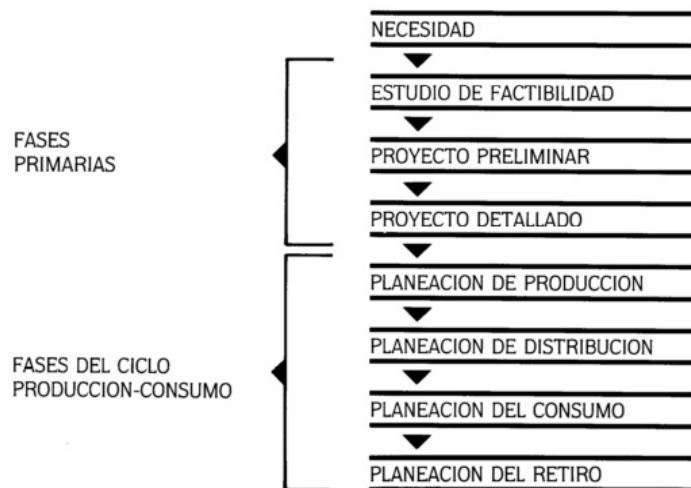 NECESIDAD
ESTUDIO DE FACTIBILIDAD
FASES
PRIMARIAS
PROYECTO PRELIMINAR
PROYECTO DETALLADO
PLANEACION DE PRODUCCION
PLANEACION DE DISTRIBUCION
FASES DEL CICLO
PRODUCCION-CONSUMO
PLANEACION DEL CONSUMO
PLANEACION DEL RETIRO